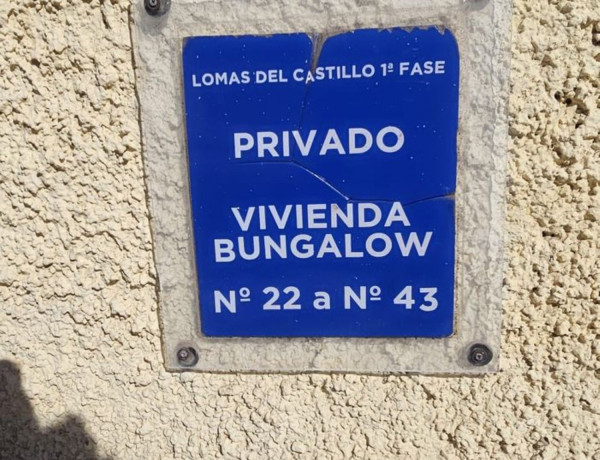 LOMAS DEL CASTILLO 1ª FASE
PRIVADO
VIVIENDA
BUNGALOW
Nº 22 a Nº 43